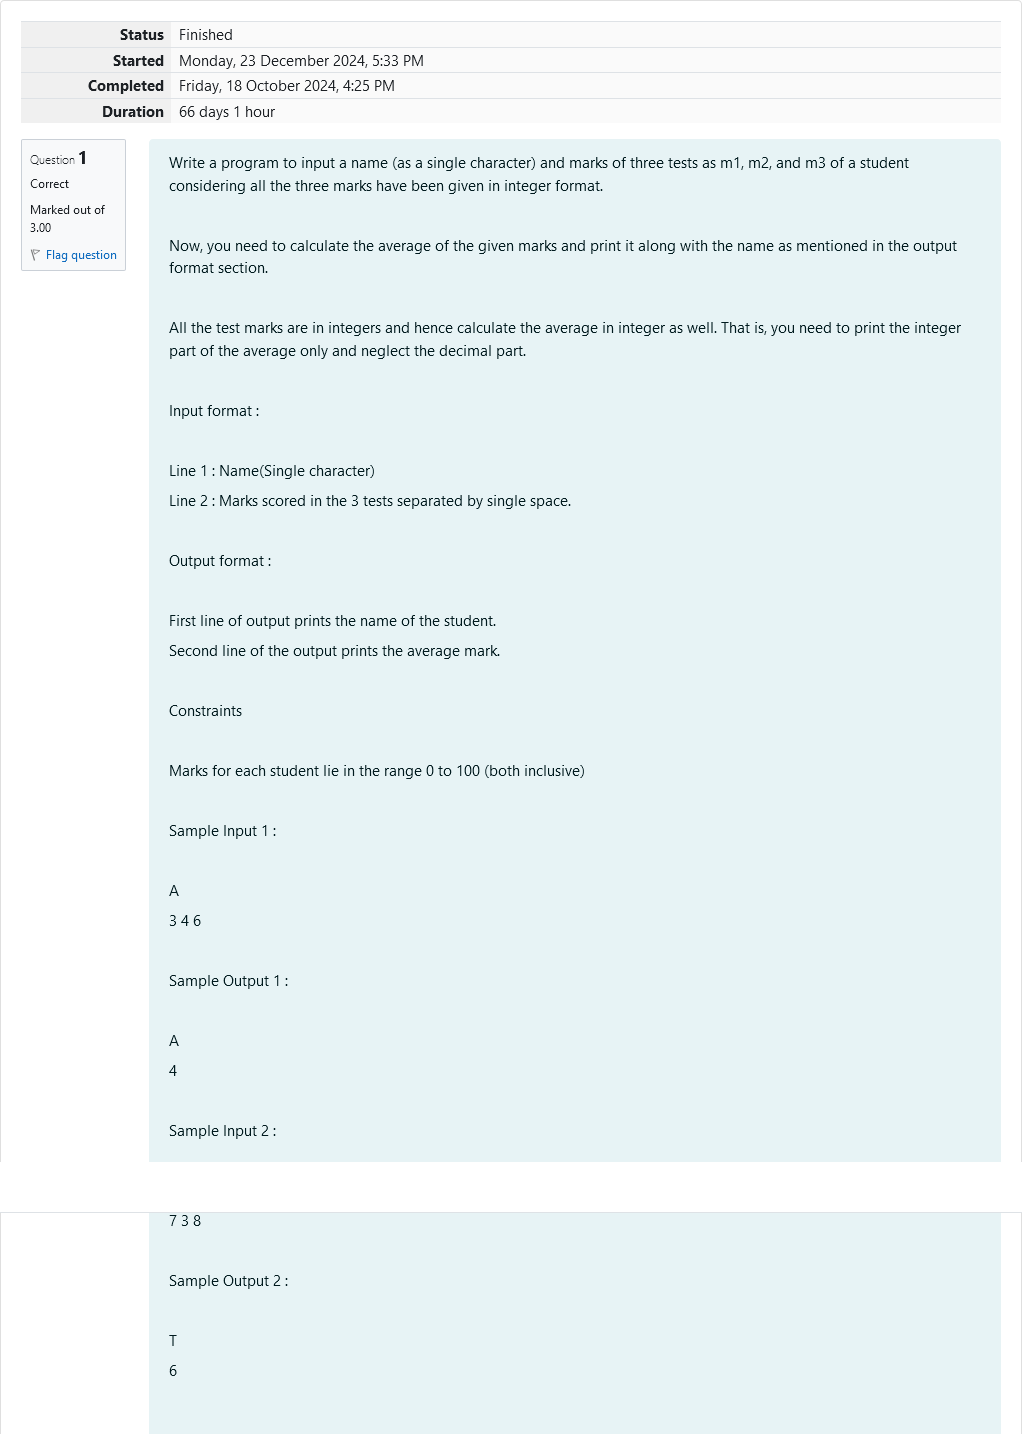 Status Finished
Started Monday, 23 December 2024, 5:33 PM
Completed Friday, 18 October 2024, 4:25 PM
Duration 66 days 1 hour
Question 1
Correct
Marked out of
3.00
Flag question
Write a program to input a name (as a single character) and marks of three tests as m1, m2, and m3 of a student
considering all the three marks have been given in integer format.
Now, you need to calculate the average of the given marks and print it along with the name as mentioned in the output
format section.
All the test marks are in integers and hence calculate the average in integer as well. That is, you need to print the integer
part of the average only and neglect the decimal part.
Input format :
Line 1 : Name(Single character)
Line 2 : Marks scored in the 3 tests separated by single space.
Output format :
First line of output prints the name of the student.
Second line of the output prints the average mark.
Constraints
Marks for each student lie in the range 0 to 100 (both inclusive)
Sample Input 1 :
A
3 4 6
Sample Output 1 :
A
4
Sample Input 2 :
7 3 8
Sample Output 2 :
T
6